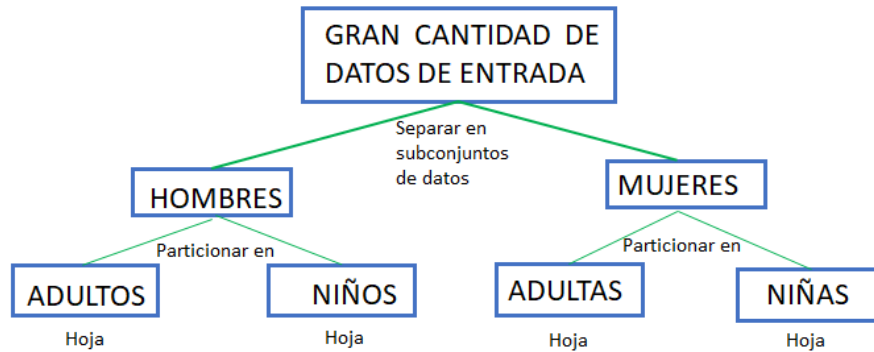 GRAN CANTIDAD DE
DATOS DE ENTRADA
Separar en
subconjuntos
de datos
HOMBRES
MUJERES
Particionar en
Particionar en
ADULTOS
NIÑOS
ADULTAS
NIÑAS
Hoja
Hoja
Hoja
Hoja